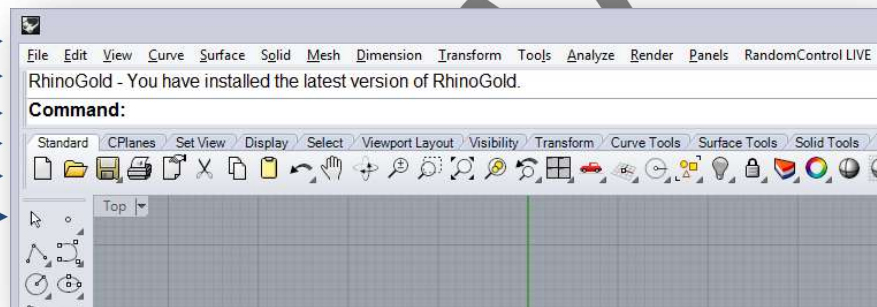 File Edit View Curve Surface Solid Mesh Dimension Transform Tools Analyze Render Panels RandomControl LIVE
RhinoGold - You have installed the latest version of RhinoGold.
Command:
Standard CPlanes Set View Display Select Viewport Layout Visibility Transform Curve Tools Surface Tools Solid Tools
Top